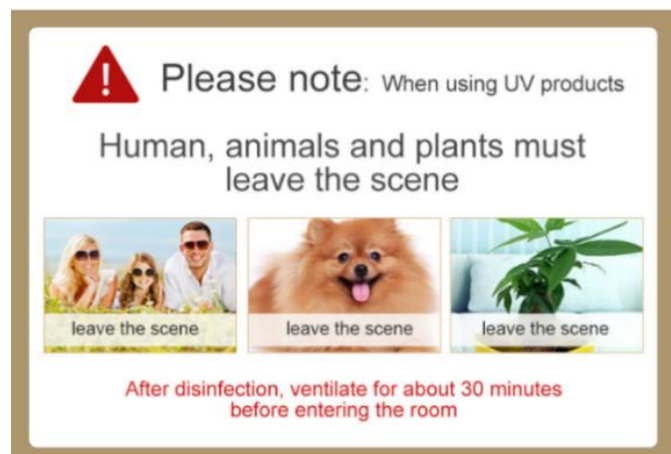 Please note: When using UV products
Human, animals and plants must
leave the scene
leave the scene
leave the scene
leave the scene
After disinfection, ventilate for about 30 minutes
before entering the room